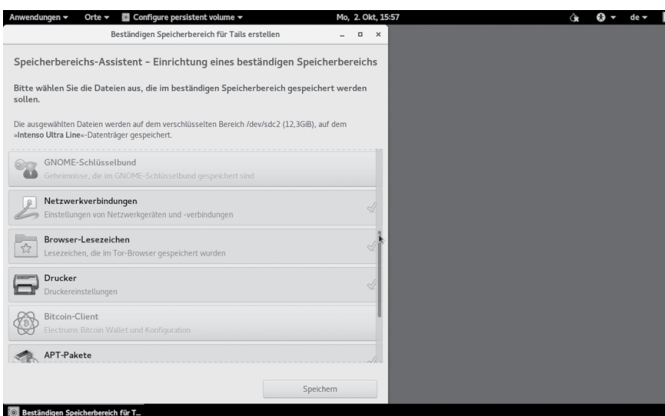 Anwendungen ▾ Orte ▾ Configure persistent volume ▾ Mo, 2. Okt, 15:57 de ▾
Beständigen Speicherbereich für Tails erstellen
Speicherbereichs-Assistent – Einrichtung eines beständigen Speicherbereichs
Bitte wählen Sie die Dateien aus, die im beständigen Speicherbereich gespeichert werden
sollen.
Die ausgewählten Dateien werden auf dem verschlüsselten Bereich /dev/sdc2 (12,3GiB), auf dem
»Intenso Ultra Line«-Datenträger gespeichert.
GNOME-Schlüsselbund
Geheimnisse, die im GNOME-Schlüsselbund gespeichert sind
Netzwerkverbindungen
Einstellungen von Netzwerkgeräten und -verbindungen
Browser-Lesezeichen
Lesezeichen, die im Tor-Browser gespeichert wurden
Drucker
Druckereinstellungen
Bitcoin-Client
Electrums Bitcoin Wallet und Konfiguration
APT-Pakete
Speichern
Beständigen Speicherbereich für T...